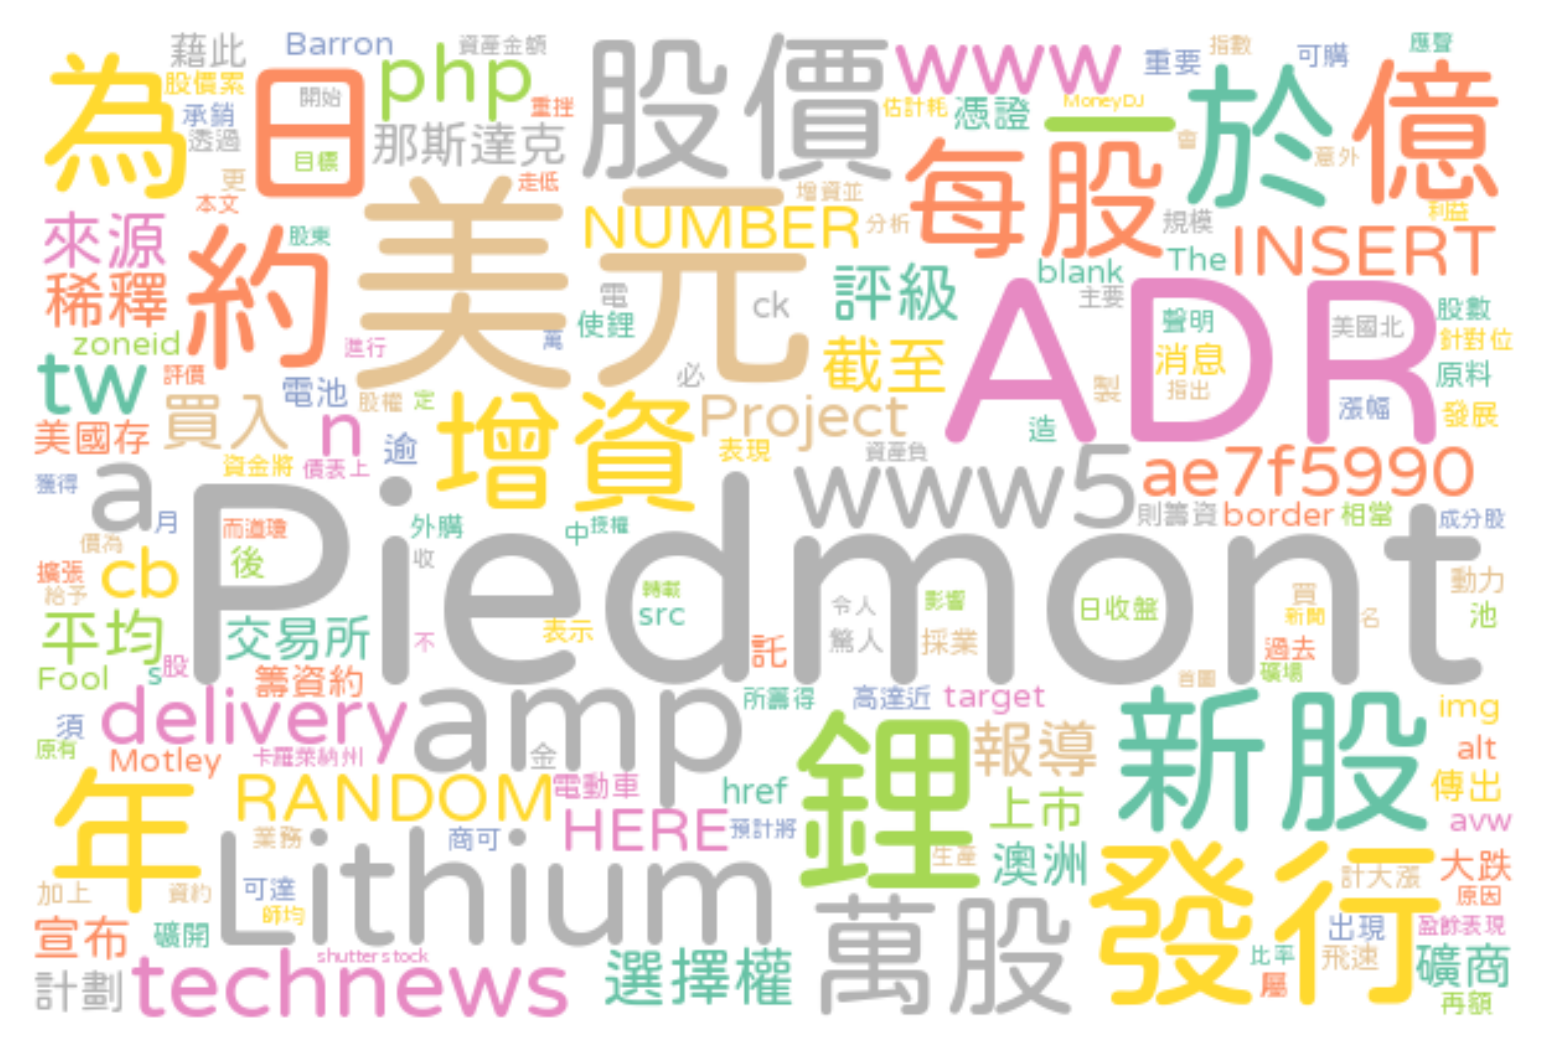 藉此
Barron
資產金額
股價
www
重要
指數
可購
應聲
為
股價累
日
開始
php
重挫
估計耗
憑證
MoneyDJ
一
於
億
承銷
透過
目標
那斯達克
會
意外
更
本文
走低
美元
增資並
NUMBER
分析
每股
規模
利益
來源
約
股東
The
INSERT
稀釋
電
ck
評級
blank
主要
ADR
聲明
美國北
股數
使鋰
zoneid
進行
萬
截至
消息
針對位
tw
評價
電池
股權
定
必
製
指出
原料
漲幅
發展
買入
n
增資
Project
造
美國存
資金將
債表上
逾
表現
資產負
www5
ae7f5990
獲得
a
月
而道瓊
外購
中
授權
則籌資
border
相當
成分股
價為
Piedmont
擴張
給予
cb
後
收
轉載
src
令人
驚人
影響
採業
日收盤
買
新聞
名
動力
池
平均
交易所
不
表示
託
過去
礦場
Fool
s
股
籌資約
首圖
須
delivery
amp
所籌得
高達近
target
新股
img
原有
Motley
卡羅萊納州
金
鋰
報導
alt
年
RANDOM
電動車
href
上市
傳出
業務
商可
HERE
預計將
avw
加上
資約
可達
師均
Lithium
生產
澳洲
發行
計大漲
大跌
原因
宣布
礦開
萬股
出現
盈餘表現
計劃
technews
shutterstock
選擇權
比率
屬
飛速
礦商
再額